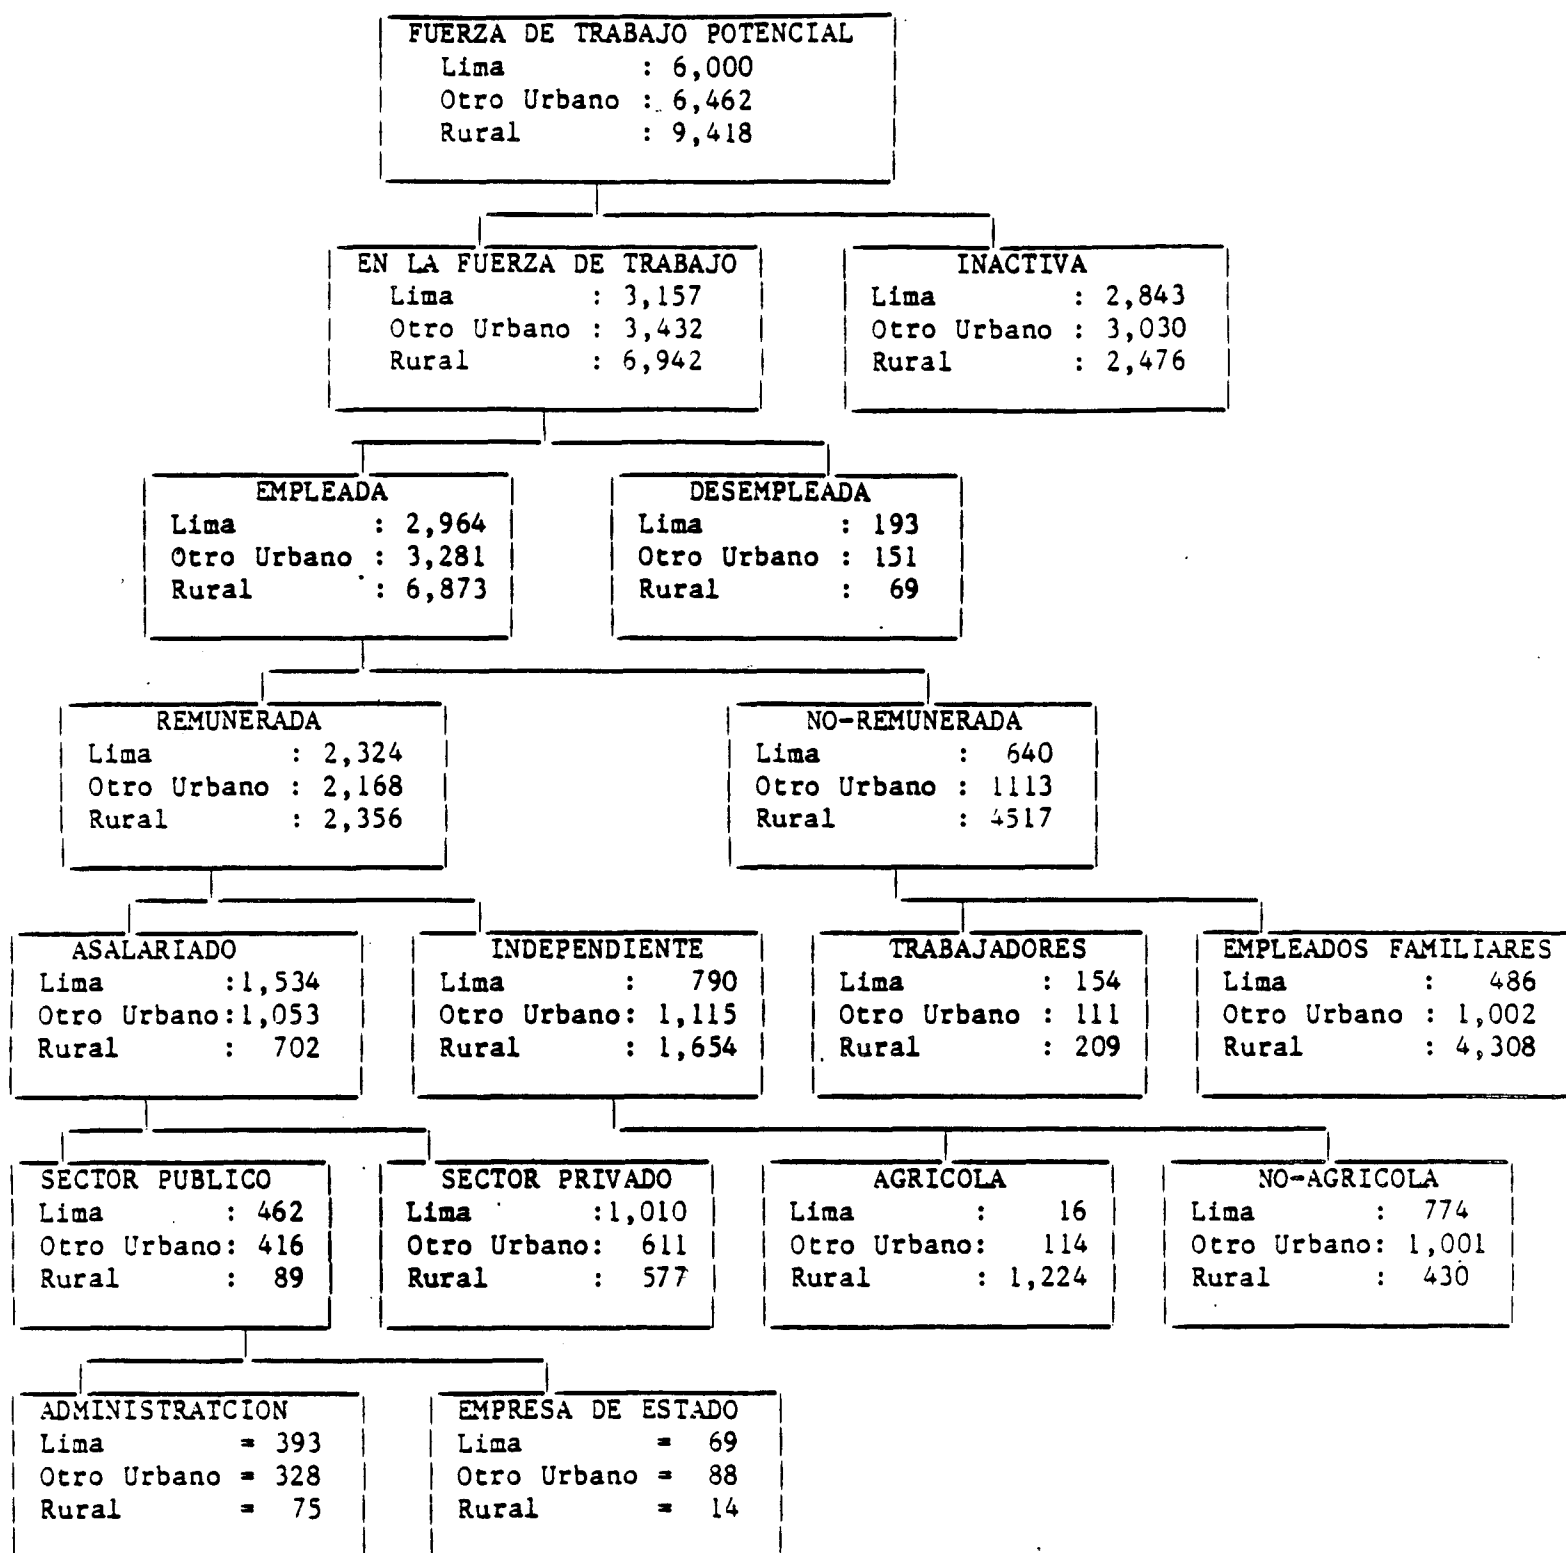 FUERZA DE TRABAJO POTENCIAL
Lima : 6,000
Otro Urbano : 6,462
Rural : 9,418
EN LA FUERZA DE TRABAJO
Lima : 3,157
Otro Urbano : 3,432
Rural : 6,942
INACTIVA
Lima : 2,843
Otro Urbano : 3,030
Rural : 2,476
EMPLEADA
Lima : 2,964
Otro Urbano : 3,281
Rural : 6,873
DESEMPLEADA
Lima : 193
Otro Urbano : 151
Rural : 69
REMUNERADA
Lima : 2,324
Otro Urbano : 2,168
Rural : 2,356
NO-REMUNERADA
Lima : 640
Otro Urbano : 1113
Rural : 4517
ASALARIADO
Lima :1,534
Otro Urbano:1,053
Rural : 702
INDEPENDIENTE
Lima : 790
Otro Urbano: 1,115
Rural : 1,654
TRABAJADORES
Lima : 154
Otro Urbano : 111
Rural : 209
EMPLEADOS FAMILIARES
Lima : 486
Otro Urbano : 1,002
Rural : 4,308
SECTOR PUBLICO
Lima : 462
Otro Urbano: 416
Rural : 89
SECTOR PRIVADO
Lima :1,010
Otro Urbano: 611
Rural : 577
AGRICOLA
Lima : 16
Otro Urbano: 114
Rural : 1,224
NO-AGRICOLA
Lima : 774
Otro Urbano: 1,001
Rural : 430
ADMINISTRATCION
Lima = 393
Otro Urbano = 328
Rural = 75
EMPRESA DE ESTADO
Lima = 69
Otro Urbano = 88
Rural = 14